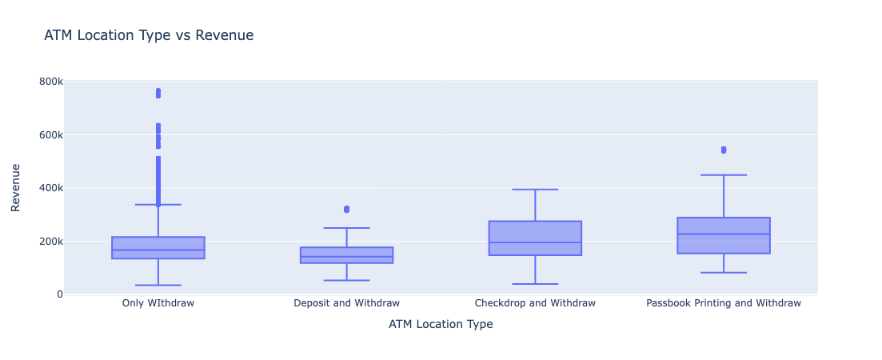 ATM Location Type vs Revenue
800k
600k
400k
200k
0
Revenue
Only WIthdraw
Deposit and Withdraw
Checkdrop and Withdraw
Passbook Printing and Withdraw
ATM Location Type